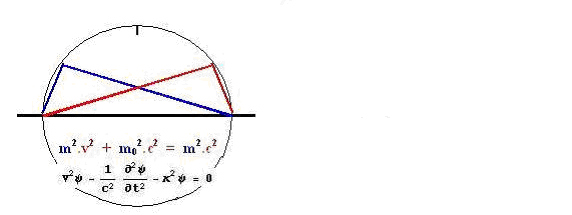 m².v² + m₀².c² = m².c²
∇²ψ - 1/c² ∂²ψ/∂t² - κ²ψ = 0